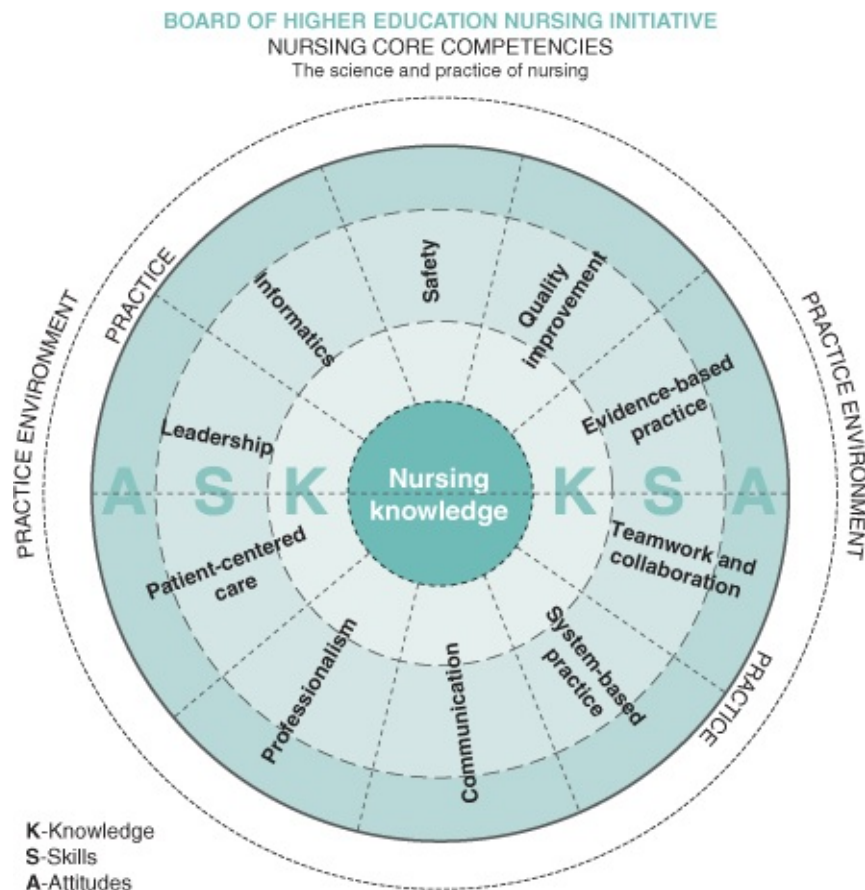 BOARD OF HIGHER EDUCATION NURSING INITIATIVE
NURSING CORE COMPETENCIES
The science and practice of nursing
PRACTICE ENVIRONMENT
PRACTICE
PRACTICE ENVIRONMENT
Informatics
Safety
Quality
improvement
Evidence-based
practice
Leadership
A S K
Nursing
knowledge
K S A
Patient-centered
care
Teamwork and
collaboration
Professionalism
Communication
System-based
practice
PRACTICE
K-Knowledge
S-Skills
A-Attitudes